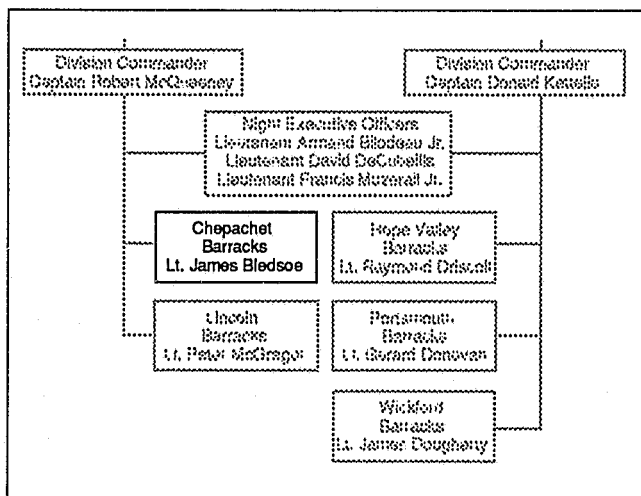 Division Commander
Captain Robert McQueeney
Division Commander
Captain Donald Kettelle
Night Executive Officers
Lieutenant Armand Bilodeau Jr.
Lieutenant David DeCubellis
Lieutenant Francis Muzerall Jr.
Chepachet
Barracks
Lt. James Bledsoe
Hope Valley
Barracks
Lt. Raymond Driscoll
Lincoln
Barracks
Lt. Peter McGregor
Portsmouth
Barracks
Lt. Gerard Donovan
Wickford
Barracks
Lt. James Dougherty